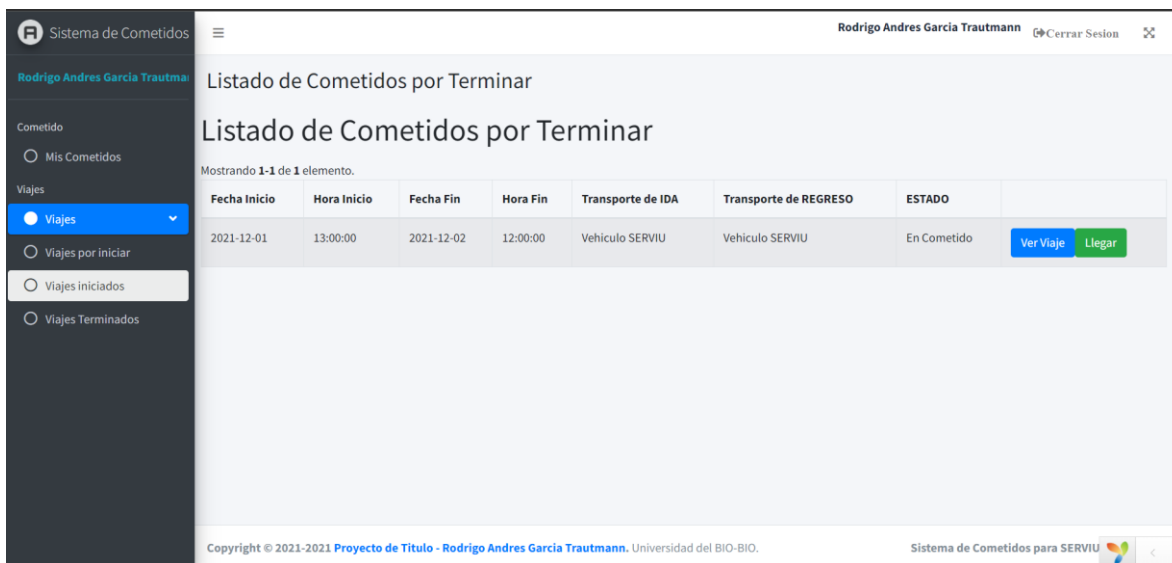 Sistema de Cometidos
Rodrigo Andres Garcia Trautmann Cerrar Sesion
Rodrigo Andres Garcia Trautma
Cometido
Mis Cometidos
Viajes
Viajes
Viajes por iniciar
Viajes iniciados
Viajes Terminados
Listado de Cometidos por Terminar
Listado de Cometidos por Terminar
Mostrando 1-1 de 1 elemento.
Fecha Inicio Hora Inicio Fecha Fin Hora Fin Transporte de IDA Transporte de REGRESO ESTADO
2021-12-01 13:00:00 2021-12-02 12:00:00 Vehiculo SERVIU Vehiculo SERVIU En Cometido Ver Viaje Llegar
Copyright © 2021-2021 Proyecto de Titulo - Rodrigo Andres Garcia Trautmann. Universidad del BIO-BIO. Sistema de Cometidos para SERVIU